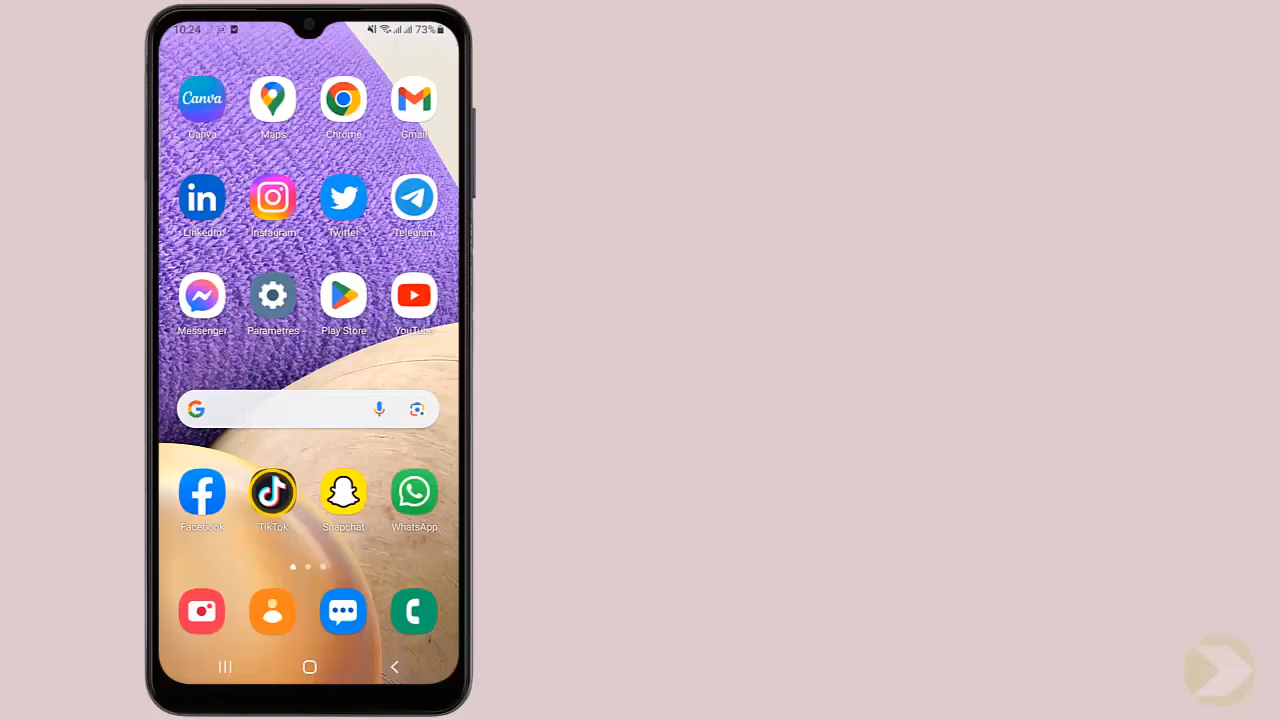 10:24 73%
Canva
Canva Maps Chrome Gmail
in
LinkedIn Instagram Twitter Telegram
Messenger Paramètres Play Store YouTube
Facebook TikTok Snapchat WhatsApp